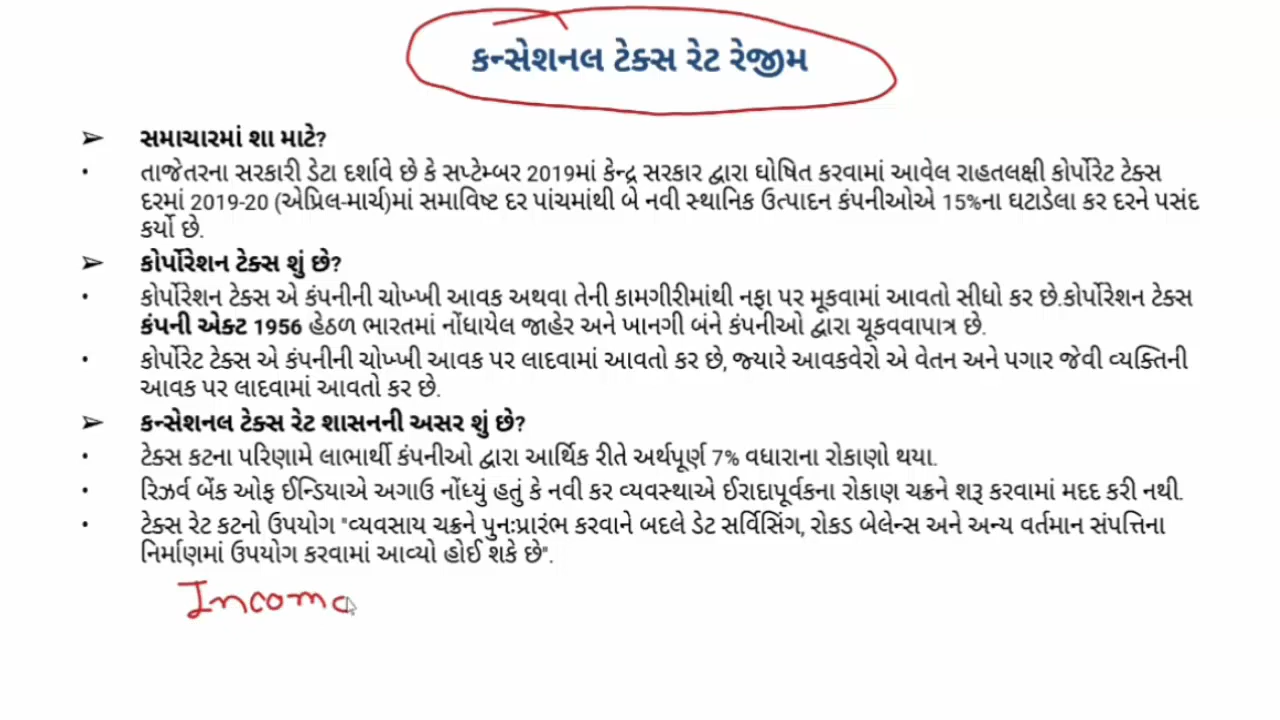 કન્સેશનલ ટેક્સ રેટ રેજીમ
➢ સમાચારમાં શા માટે?
• તાજેતરના સરકારી ડેટા દર્શાવે છે કે સપ્ટેમ્બર 2019માં કેન્દ્ર સરકાર દ્વારા ઘોષિત કરવામાં આવેલ રાહતલક્ષી કોર્પોરેટ ટેક્સ
દરમાં 2019-20 (એપ્રિલ-માર્ચ)માં સમાવિષ્ટ દર પાંચમાંથી બે નવી સ્થાનિક ઉત્પાદન કંપનીઓએ 15%ના ઘટાડેલા કર દરને પસંદ
કર્યો છે.
➢ કોર્પોરેશન ટેક્સ શું છે?
• કોર્પોરેશન ટેક્સ એ કંપનીની ચોખ્ખી આવક અથવા તેની કામગીરીમાંથી નફા પર મૂકવામાં આવતો સીધો કર છે.કોર્પોરેશન ટેક્સ
કંપની એક્ટ 1956 હેઠળ ભારતમાં નોંધાયેલ જાહેર અને ખાનગી બંને કંપનીઓ દ્વારા ચૂકવવાપાત્ર છે.
• કોર્પોરેટ ટેક્સ એ કંપનીની ચોખ્ખી આવક પર લાદવામાં આવતો કર છે, જ્યારે આવકવેરો એ વેતન અને પગાર જેવી વ્યક્તિની
આવક પર લાદવામાં આવતો કર છે.
➢ કન્સેશનલ ટેક્સ રેટ શાસનની અસર શું છે?
• ટેક્સ કટના પરિણામે લાભાર્થી કંપનીઓ દ્વારા આર્થિક રીતે અર્થપૂર્ણ 7% વધારાના રોકાણો થયા.
• રિઝર્વ બેંક ઓફ ઈન્ડિયાએ અગાઉ નોંધ્યું હતું કે નવી કર વ્યવસ્થાએ ઈરાદાપૂર્વકના રોકાણ ચક્રને શરૂ કરવામાં મદદ કરી નથી.
• ટેક્સ રેટ કટનો ઉપયોગ "વ્યવસાય ચક્રને પુનઃપ્રારંભ કરવાને બદલે ડેટ સર્વિસિંગ, રોકડ બેલેન્સ અને અન્ય વર્તમાન સંપત્તિના
નિર્માણમાં ઉપયોગ કરવામાં આવ્યો હોઈ શકે છે".
Income